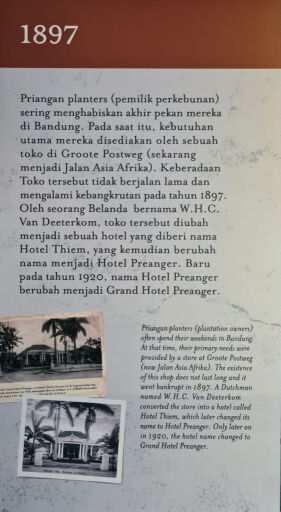 1897
Priangan planters (pemilik perkebunan)
sering menghabiskan akhir pekan mereka
di Bandung. Pada saat itu, kebutuhan
utama mereka disediakan oleh sebuah
toko di Groote Postweg (sekarang
menjadi Jalan Asia Afrika). Keberadaan
Toko tersebut tidak berjalan lama dan
mengalami kebangkrutan pada tahun 1897.
Oleh seorang Belanda bernama W.H.C.
Van Deeterkom, toko tersebut diubah
menjadi sebuah hotel yang diberi nama
Hotel Thiem, yang kemudian berubah
nama menjadi Hotel Preanger. Baru
pada tahun 1920, nama Hotel Preanger
berubah menjadi Grand Hotel Preanger.
Priangan planters (plantation owners)
often spend their weekends in Bandung.
At that time, their primary needs were
provided by a store at Groote Postweg
(now Jalan Asia Afrika). The existence
of this shop does not last long and it
went bankrupt in 1897. A Dutchman
named W.H.C. Van Deeterkom
converted the store into a hotel called
Hotel Thiem, which later changed its
name to Hotel Preanger. Only later on
in 1920, the hotel name changed to
Grand Hotel Preanger.